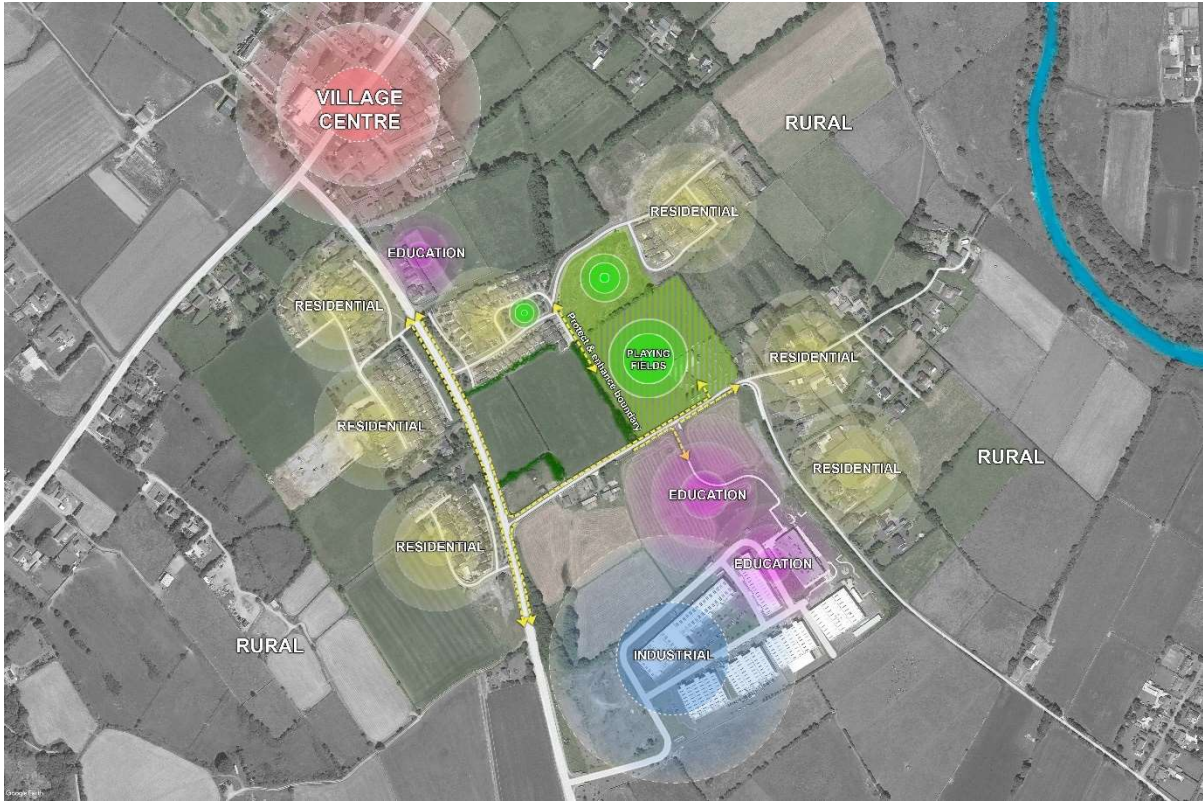 VILLAGE
CENTRE
RURAL
RESIDENTIAL
EDUCATION
RESIDENTIAL
PLAYING
FIELDS
Protect & enhance boundary
RESIDENTIAL
RESIDENTIAL
RURAL
RESIDENTIAL
EDUCATION
RESIDENTIAL
EDUCATION
RURAL
INDUSTRIAL
Google Earth